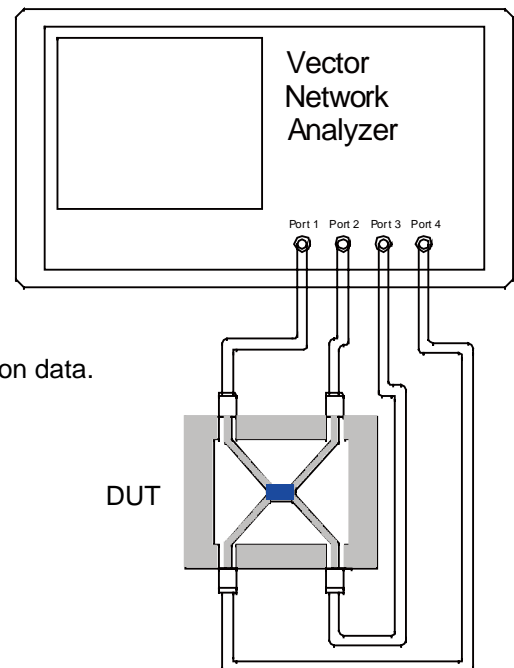 Vector
Network
Analyzer
Port 1 Port 2 Port 3 Port 4
on data.
DUT